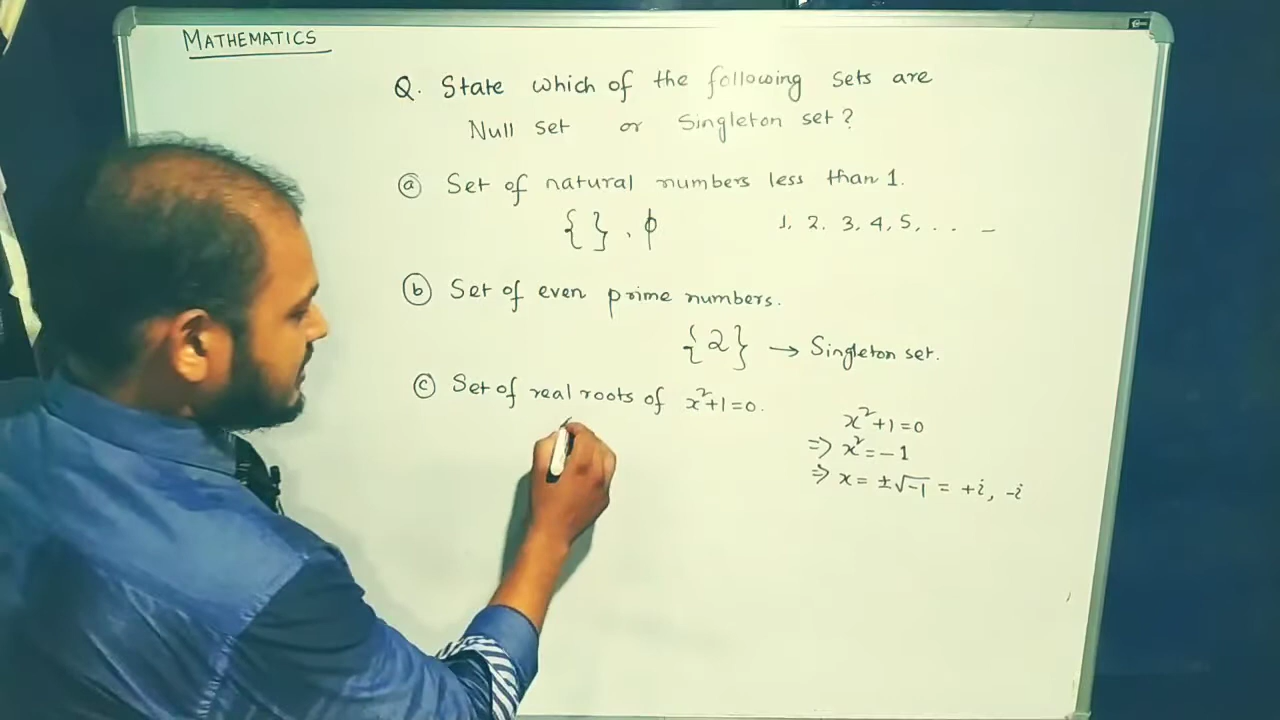 MATHEMATICS
Q. State which of the following sets are
Null set or Singleton set?
ⓐ Set of natural numbers less than 1.
{ } , ϕ 1, 2, 3, 4, 5, . . _
ⓑ Set of even prime numbers.
{2} → Singleton set.
ⓒ Set of real roots of x²+1=0.
x²+1=0
⇒ x²=-1
⇒ x= ±√-1 = +i, -i